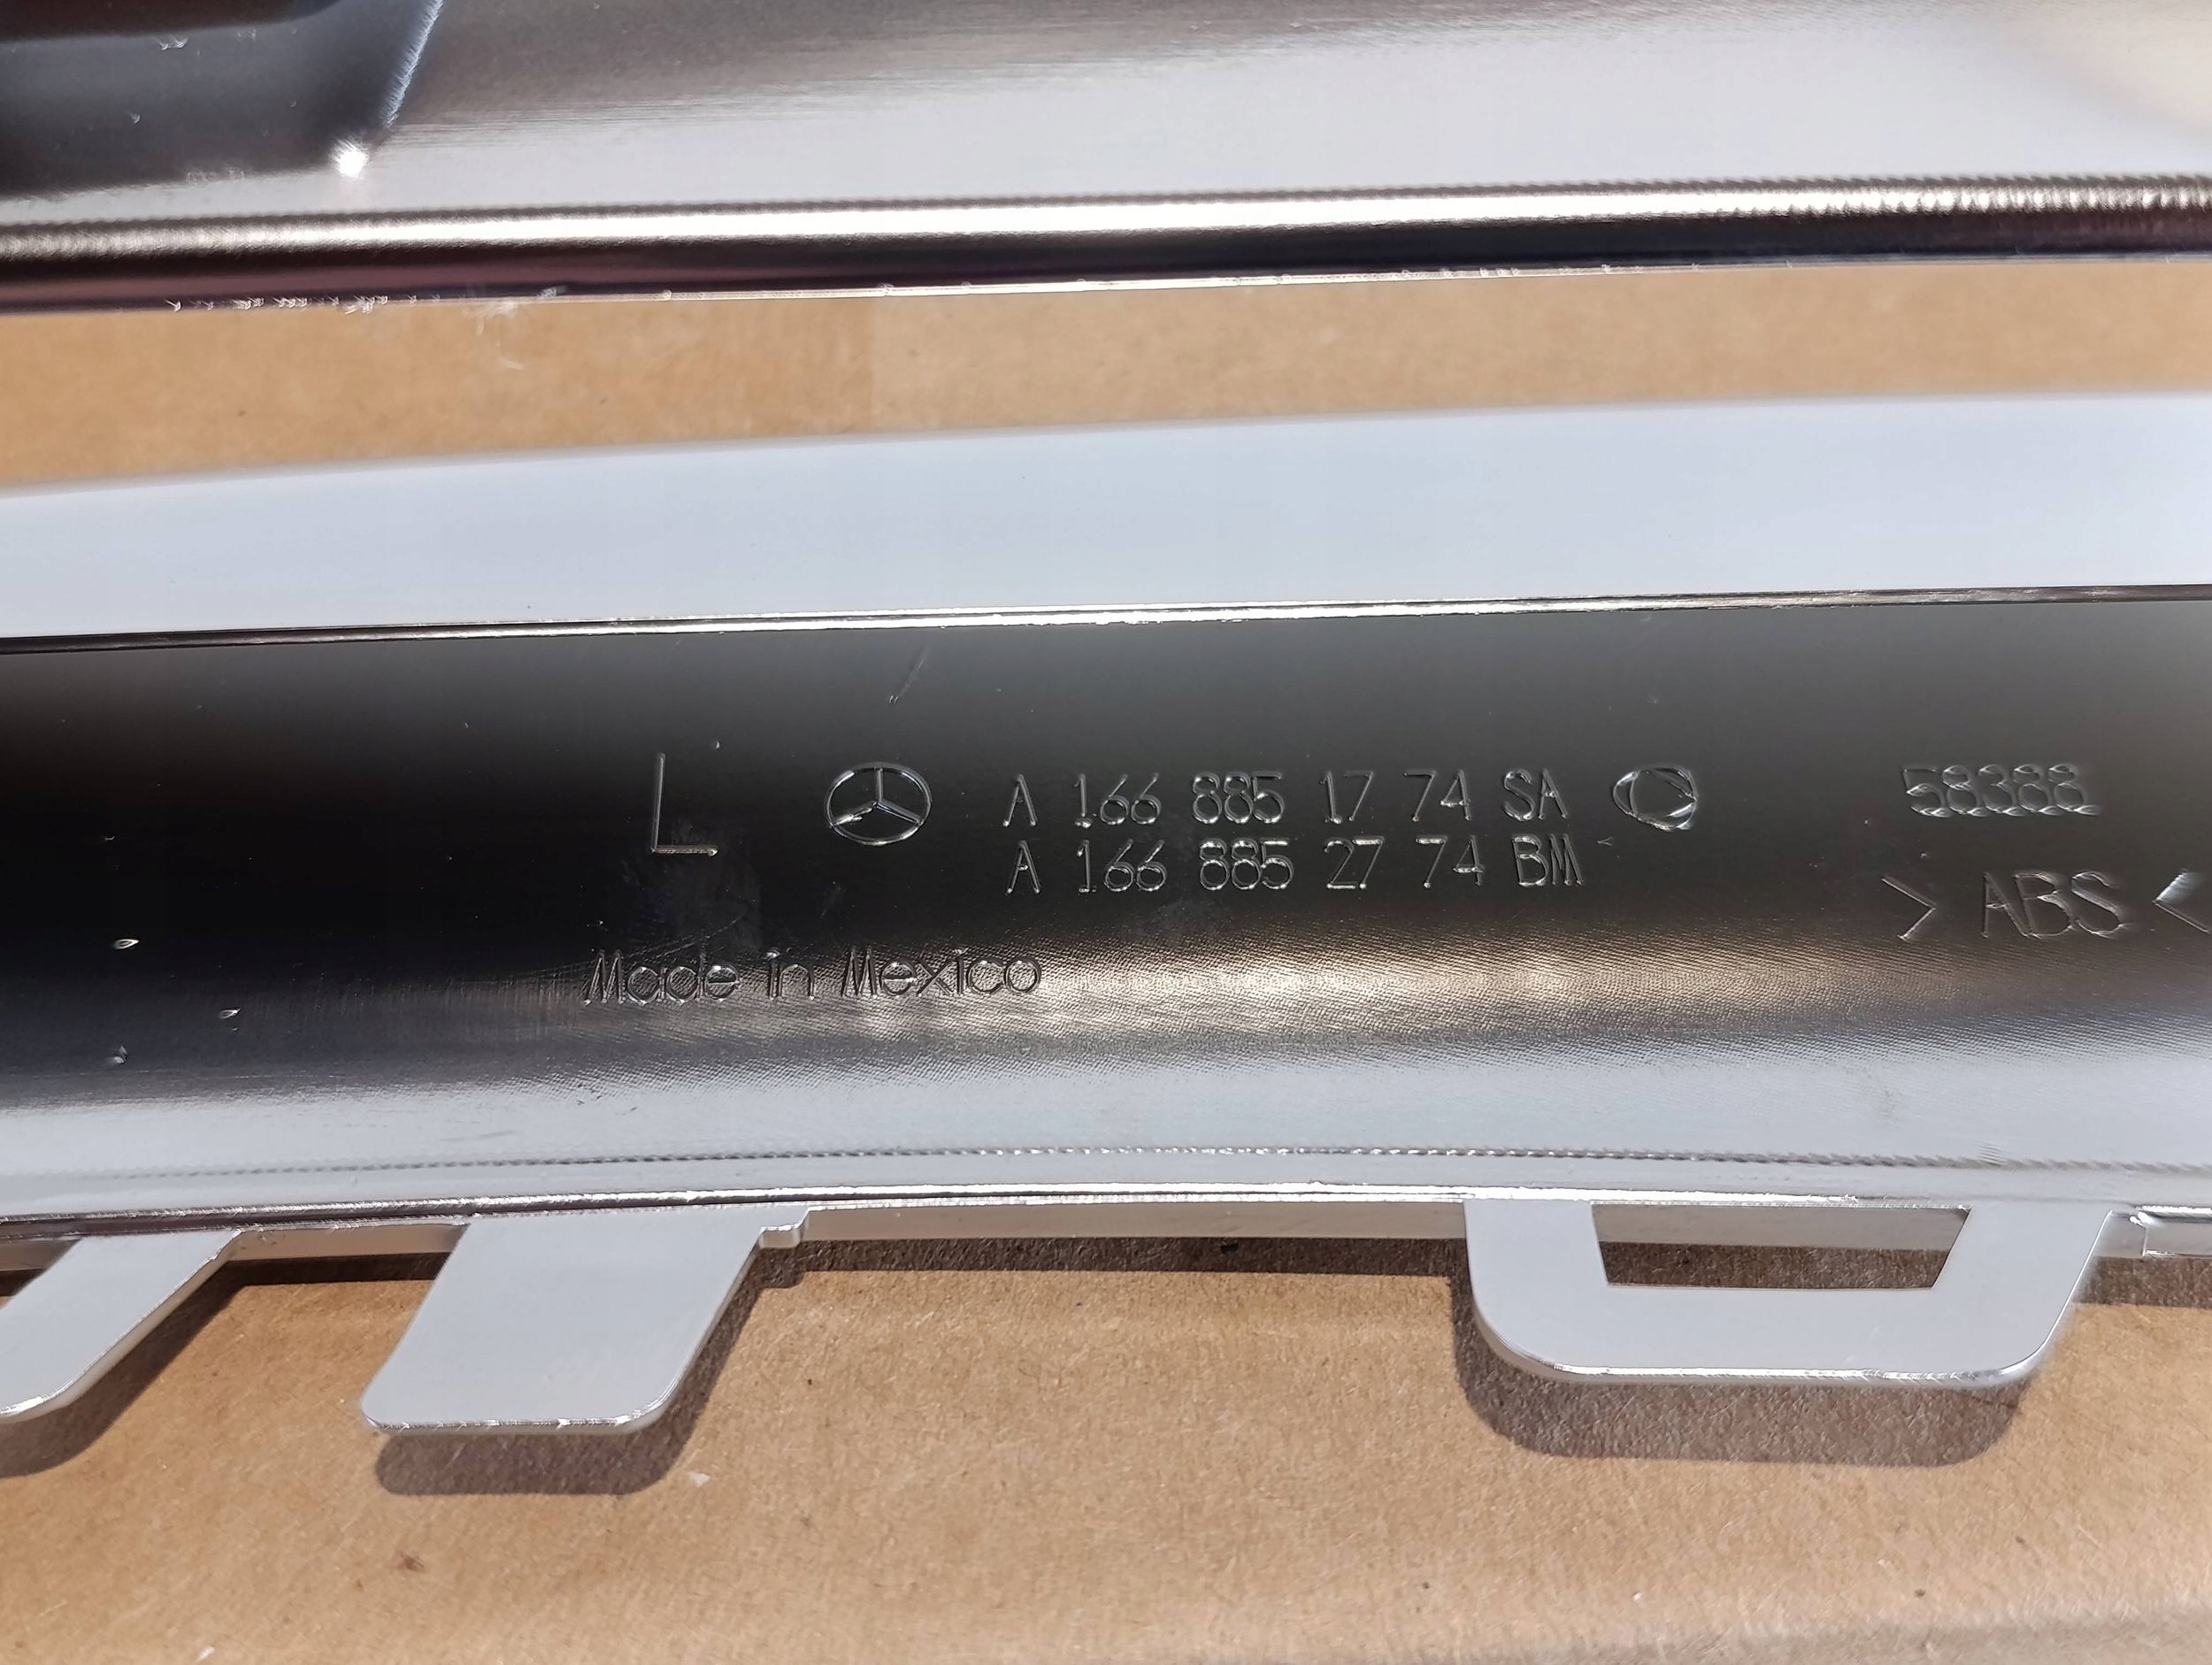 L
A 166 885 17 74 SA
A 166 885 27 74 BM
58388
> ABS <
Made in Mexico